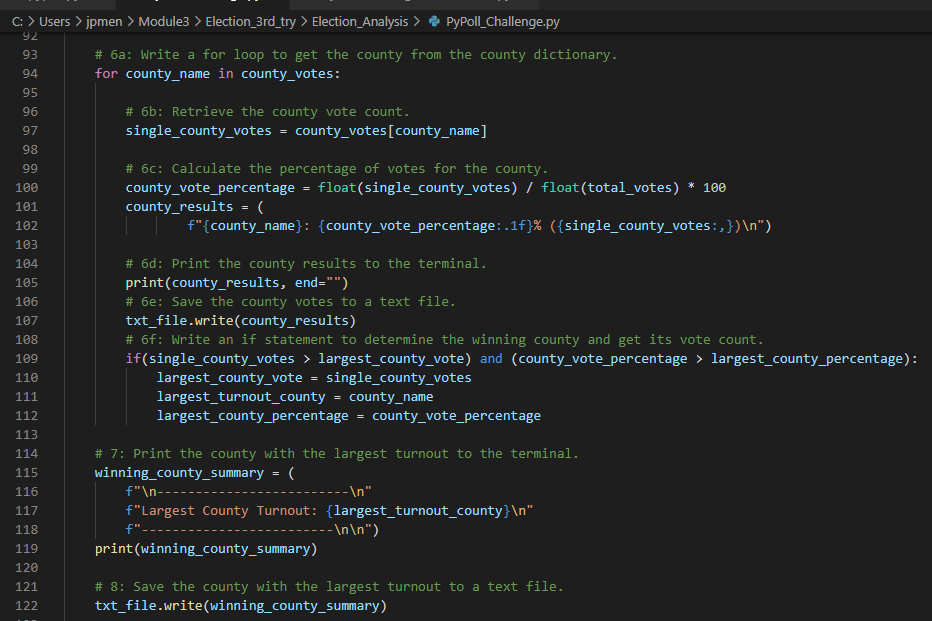 C: > Users > jpmen > Module3 > Election_3rd_try > Election_Analysis > PyPoll_Challenge.py
92
93 # 6a: Write a for loop to get the county from the county dictionary.
94 for county_name in county_votes:
95
96 # 6b: Retrieve the county vote count.
97 single_county_votes = county_votes[county_name]
98
99 # 6c: Calculate the percentage of votes for the county.
100 county_vote_percentage = float(single_county_votes) / float(total_votes) * 100
101 county_results = (
102 f"{county_name}: {county_vote_percentage:.1f}% ({single_county_votes:,})\n")
103
104 # 6d: Print the county results to the terminal.
105 print(county_results, end="")
106 # 6e: Save the county votes to a text file.
107 txt_file.write(county_results)
108 # 6f: Write an if statement to determine the winning county and get its vote count.
109 if(single_county_votes > largest_county_vote) and (county_vote_percentage > largest_county_percentage):
110 largest_county_vote = single_county_votes
111 largest_turnout_county = county_name
112 largest_county_percentage = county_vote_percentage
113
114 # 7: Print the county with the largest turnout to the terminal.
115 winning_county_summary = (
116 f"\n-------------------------\n"
117 f"Largest County Turnout: {largest_turnout_county}\n"
118 f"-------------------------\n\n")
119 print(winning_county_summary)
120
121 # 8: Save the county with the largest turnout to a text file.
122 txt_file.write(winning_county_summary)